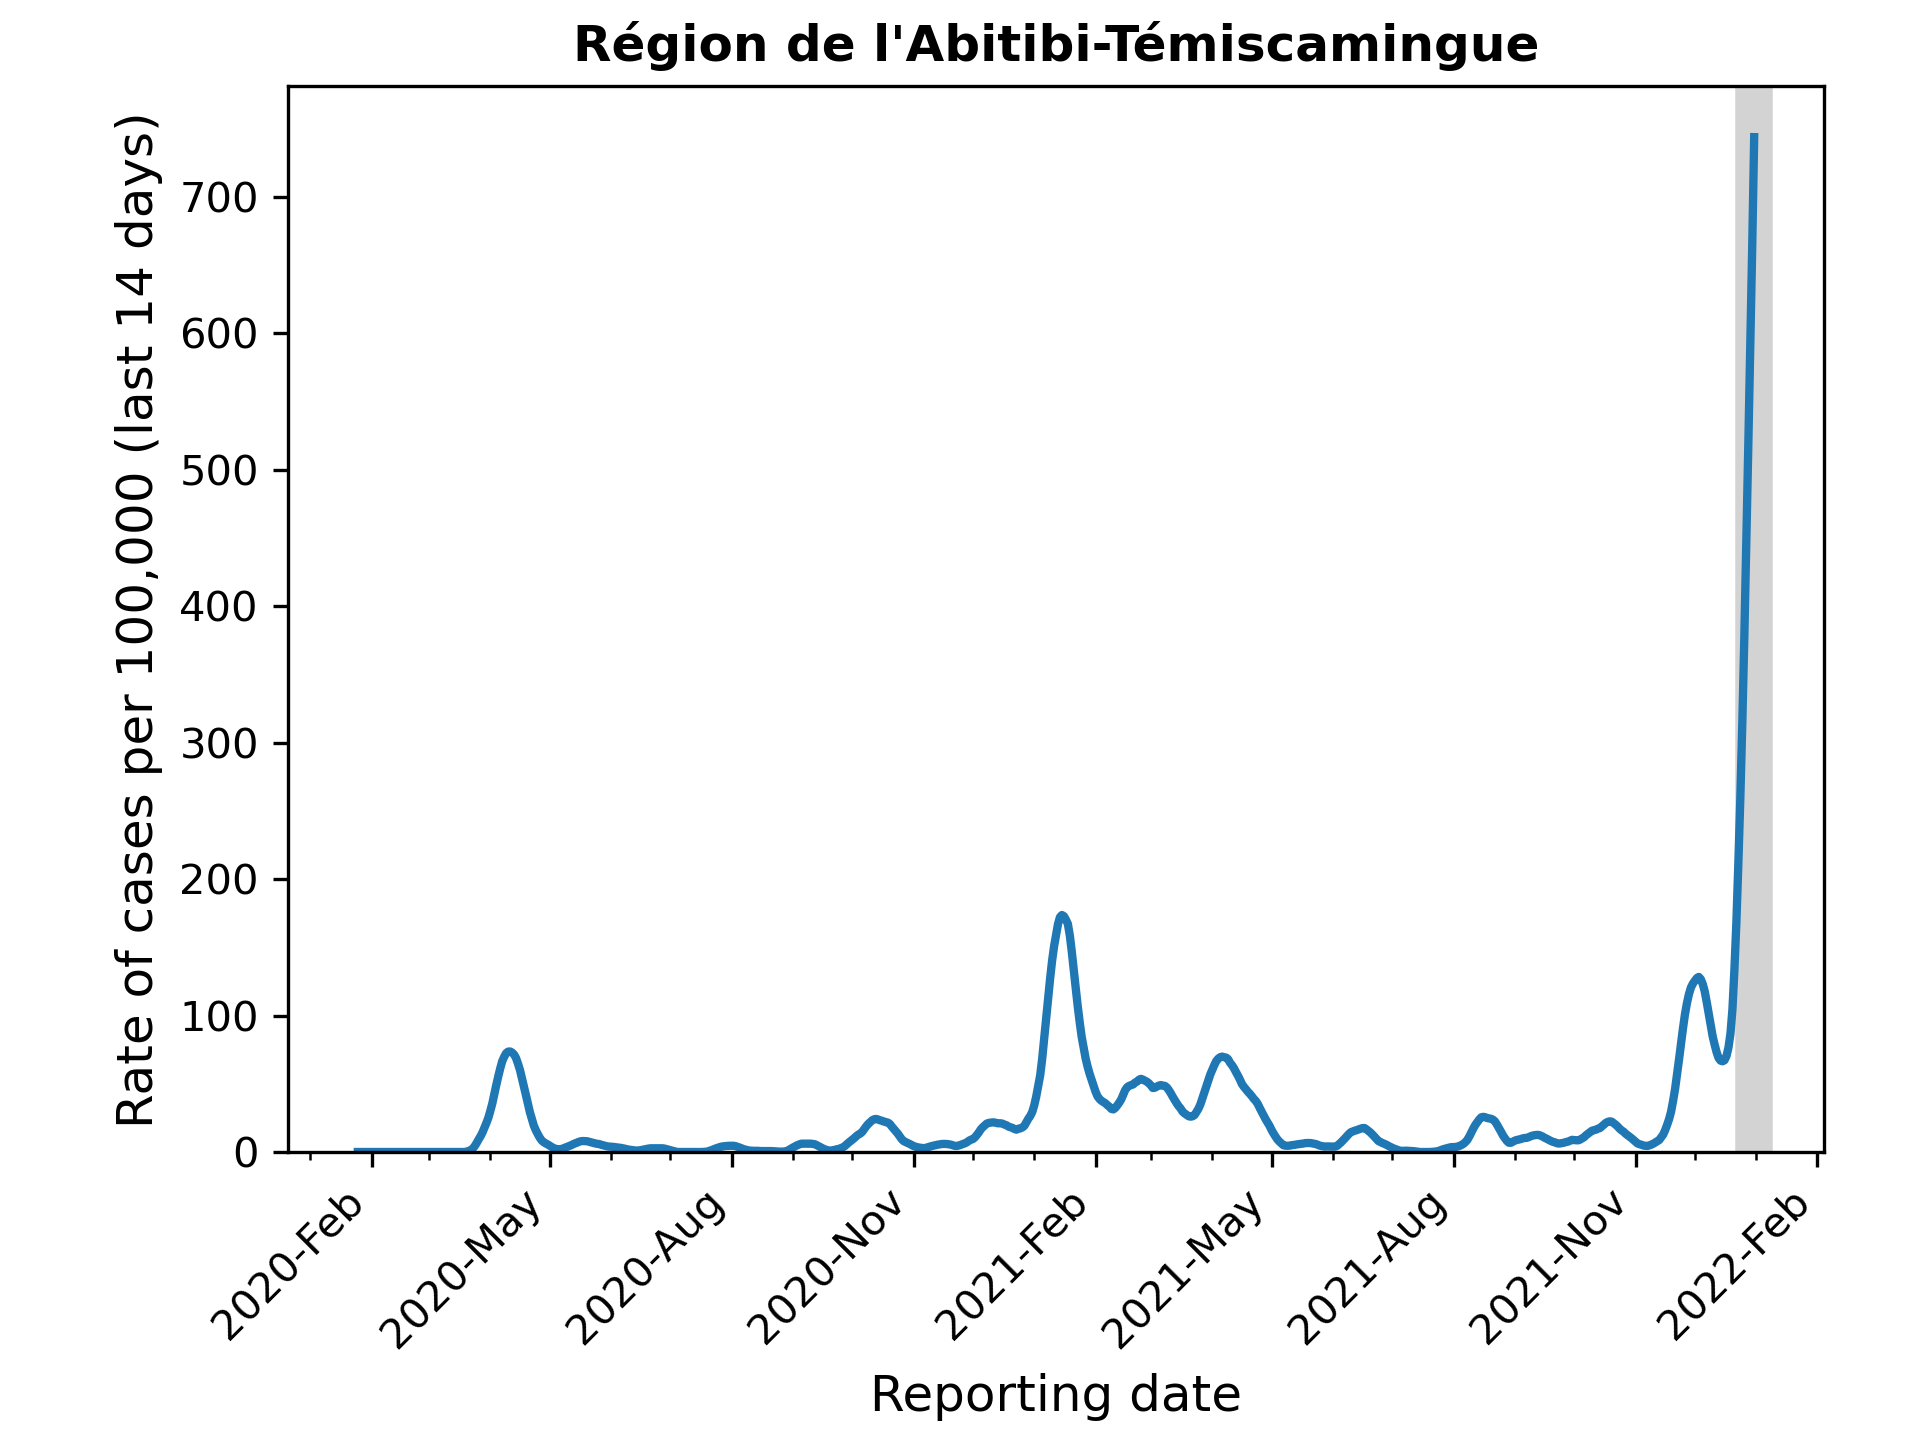 Région de l'Abitibi-Témiscamingue
Rate of cases per 100,000 (last 14 days)
700
600
500
400
300
200
100
0
2020-Feb
2020-May
2020-Aug
2020-Nov
2021-Feb
2021-May
2021-Aug
2021-Nov
2022-Feb
Reporting date